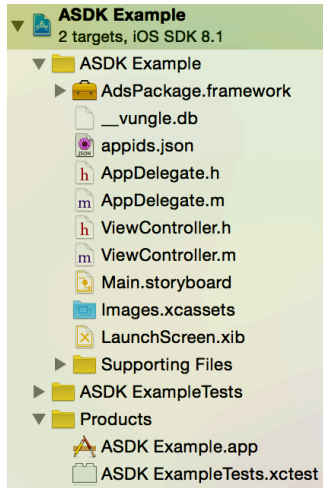 ASDK Example
2 targets, iOS SDK 8.1
ASDK Example
AdsPackage.framework
__vungle.db
JSON
appids.json
h
AppDelegate.h
m
AppDelegate.m
h
ViewController.h
m
ViewController.m
Main.storyboard
Images.xcassets
LaunchScreen.xib
Supporting Files
ASDK ExampleTests
Products
ASDK Example.app
ASDK ExampleTests.xctest